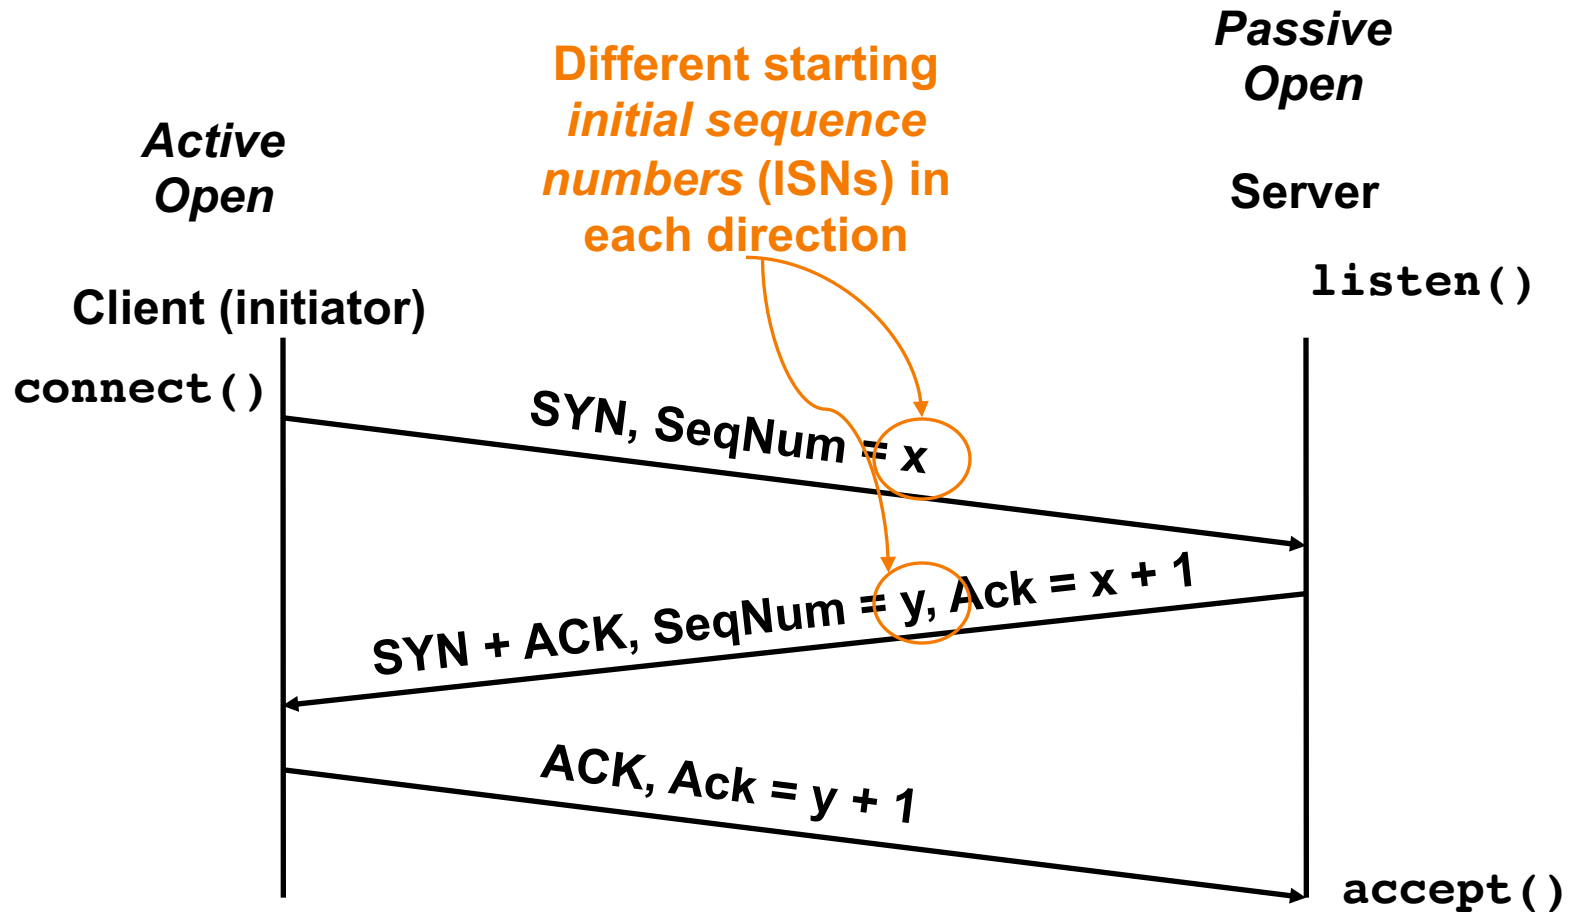 Passive
Open
Different starting
initial sequence
numbers (ISNs) in
each direction
Active
Open
Server
listen()
Client (initiator)
connect()
SYN, SeqNum = x
SYN + ACK, SeqNum = y, Ack = x + 1
ACK, Ack = y + 1
accept()